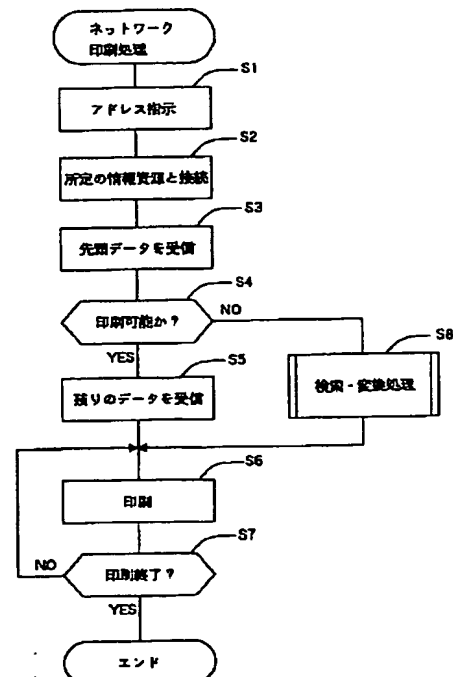 ネットワーク
印刷処理
S1
アドレス指示
S2
所定の情報資源と接続
S3
先頭データを受信
S4
印刷可能か?
NO
YES
S5
残りのデータを受信
S8
検索・変換処理
S6
印刷
S7
印刷終了?
NO
YES
エンド